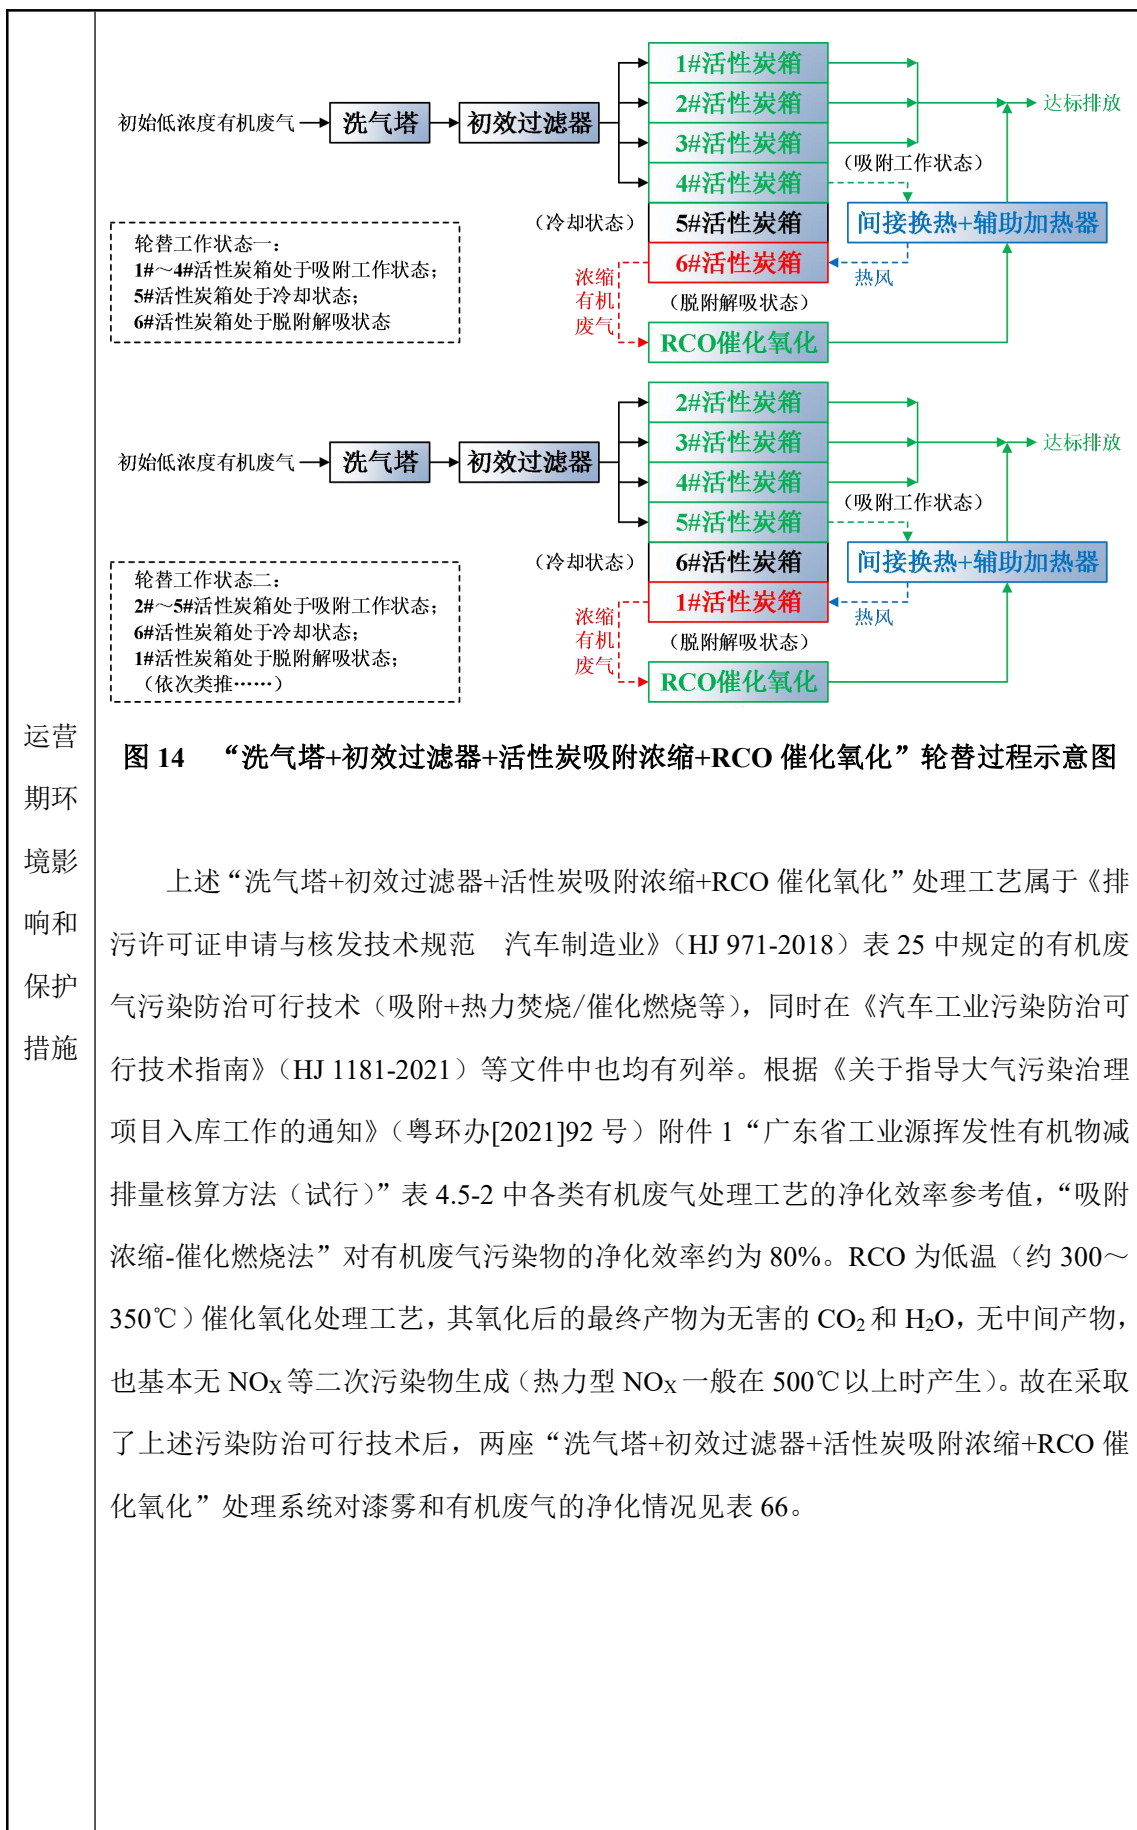 运营
期环
境影
响和
保护
措施
初始低浓度有机废气
洗气塔
初效过滤器
1#活性炭箱
2#活性炭箱
3#活性炭箱
4#活性炭箱
5#活性炭箱
6#活性炭箱
RCO催化氧化
达标排放
（吸附工作状态）
（冷却状态）
间接换热+辅助加热器
热风
浓缩
有机
废气
（脱附解吸状态）
轮替工作状态一：
1#～4#活性炭箱处于吸附工作状态；
5#活性炭箱处于冷却状态；
6#活性炭箱处于脱附解吸状态
初始低浓度有机废气
洗气塔
初效过滤器
2#活性炭箱
3#活性炭箱
4#活性炭箱
5#活性炭箱
6#活性炭箱
1#活性炭箱
RCO催化氧化
达标排放
（吸附工作状态）
（冷却状态）
间接换热+辅助加热器
热风
浓缩
有机
废气
（脱附解吸状态）
轮替工作状态二：
2#～5#活性炭箱处于吸附工作状态；
6#活性炭箱处于冷却状态；
1#活性炭箱处于脱附解吸状态；
（依次类推……）
图 14 “洗气塔+初效过滤器+活性炭吸附浓缩+RCO 催化氧化”轮替过程示意图
上述“洗气塔+初效过滤器+活性炭吸附浓缩+RCO 催化氧化”处理工艺属于《排
污许可证申请与核发技术规范　汽车制造业》（HJ 971-2018）表 25 中规定的有机废
气污染防治可行技术（吸附+热力焚烧/催化燃烧等），同时在《汽车工业污染防治可
行技术指南》（HJ 1181-2021）等文件中也均有列举。根据《关于指导大气污染治理
项目入库工作的通知》（粤环办[2021]92 号）附件 1“广东省工业源挥发性有机物减
排量核算方法（试行）”表 4.5-2 中各类有机废气处理工艺的净化效率参考值，“吸附
浓缩-催化燃烧法”对有机废气污染物的净化效率约为 80%。RCO 为低温（约 300～
350℃）催化氧化处理工艺，其氧化后的最终产物为无害的 CO₂ 和 H₂O，无中间产物，
也基本无 NOX 等二次污染物生成（热力型 NOX 一般在 500℃以上时产生）。故在采取
了上述污染防治可行技术后，两座“洗气塔+初效过滤器+活性炭吸附浓缩+RCO 催
化氧化”处理系统对漆雾和有机废气的净化情况见表 66。